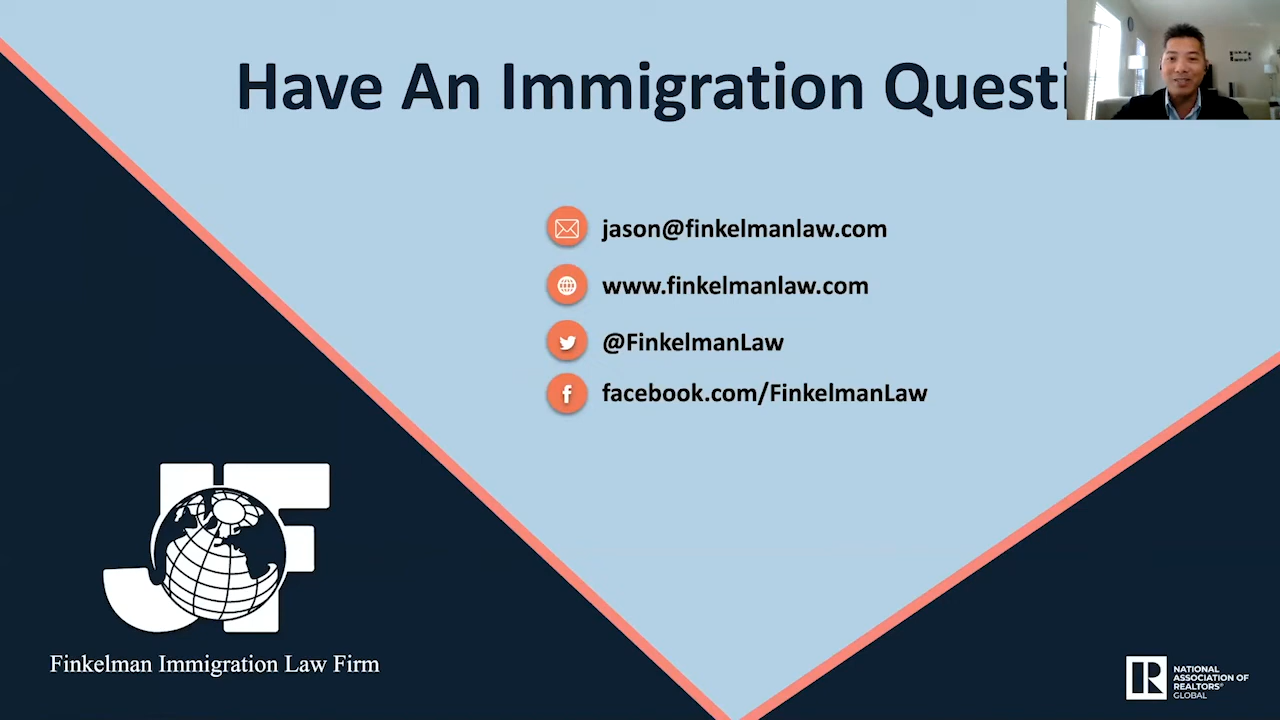 Have An Immigration Questi
jason@finkelmanlaw.com
www.finkelmanlaw.com
@FinkelmanLaw
facebook.com/FinkelmanLaw
JF
Finkelman Immigration Law Firm
R
NATIONAL
ASSOCIATION OF
REALTORS®
GLOBAL